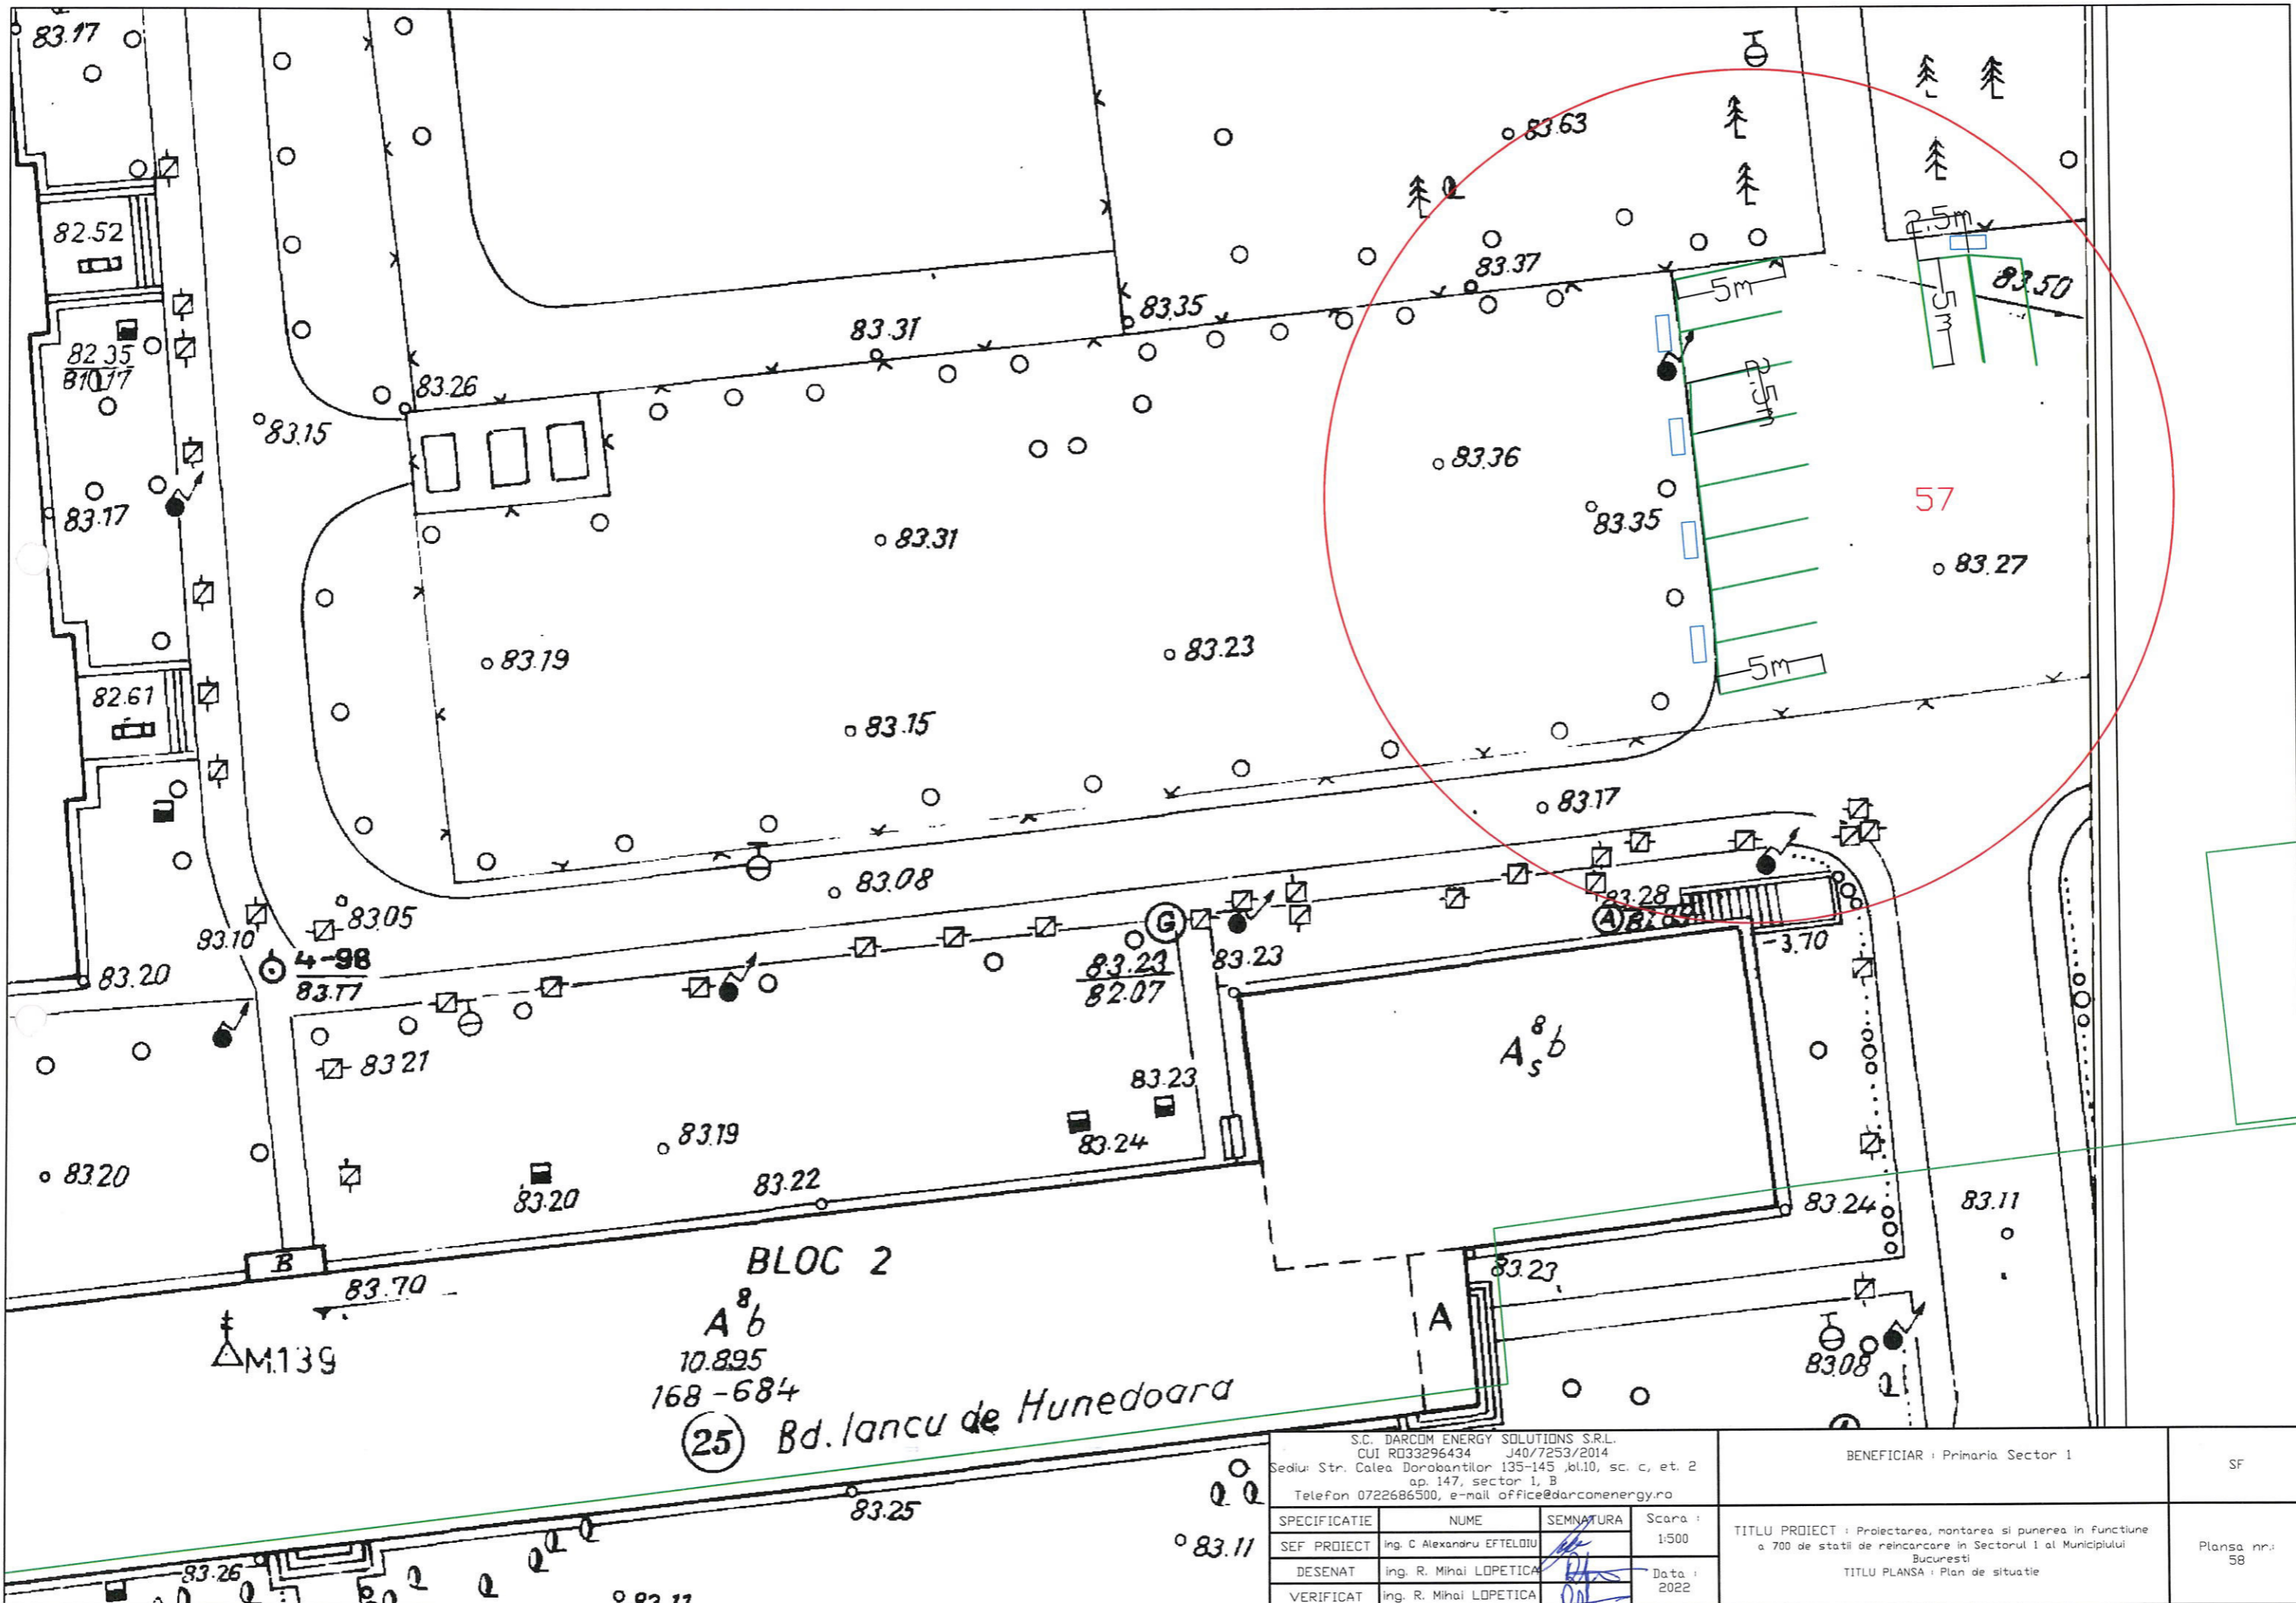 83.17
82.52
82.35
83.17
82.61
83.15
83.26
83.31
83.35
83.37
83.63
2.5m
5m
83.50
5m
2.5m
83.36
83.35
57
83.27
83.31
83.19
83.23
83.15
5m
83.17
83.08
83.05
83.10
4-98
83.20
G
83.23
82.07
83.23
83.28
A
-3.70
83.21
A 8 b
s
83.23
83.24
83.19
83.20
83.20
83.22
83.24
83.11
B
83.70
BLOC 2
83.23
A
A 8 b
10.895
168-684
M.139
83.08
25 Bd. Iancu de Hunedoara
83.25
83.11
83.26
S.C. DARCOM ENERGY SOLUTIONS S.R.L.
CUI RO33296434 J40/7253/2014
Sediu: Str. Calea Dorobantilor 135-145 ,bl.10, sc. c, et. 2
ap. 147, sector 1, B
Telefon 0722686500, e-mail office@darcomenergy.ro
BENEFICIAR : Primaria Sector 1
SF
SPECIFICATIE NUME SEMNATURA Scara :
1:500
SEF PROIECT ing. C Alexandru EFTELOIU
DESENAT ing. R. Mihai LOPETICA
Data :
2022
VERIFICAT ing. R. Mihai LOPETICA
TITLU PROIECT : Proiectarea, montarea si punerea in functiune
a 700 de statii de reincarcare in Sectorul 1 al Municipiului
Bucuresti
TITLU PLANSA : Plan de situatie
Plansa nr.:
58